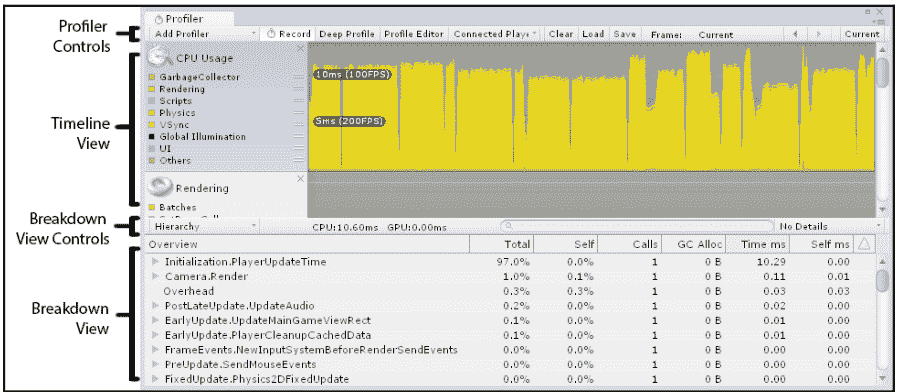 Profiler
Profiler
Controls
Add Profiler
Record
Deep Profile
Profile Editor
Connected Playe
Clear
Load
Save
Frame:
Current
Current
Timeline
View
CPU Usage
GarbageCollector
Rendering
Scripts
Physics
VSync
Global Illumination
UI
Others
10ms (100FPS)
5ms (200FPS)
Rendering
Batches
Breakdown
View Controls
Hierarchy
CPU:10.60ms GPU:0.00ms
No Details
Breakdown
View
Overview Total Self Calls GC Alloc Time ms Self ms
Initialization.PlayerUpdateTime 97.0% 0.0% 1 0 B 10.29 0.00
Camera.Render 1.0% 0.1% 1 0 B 0.11 0.01
Overhead 0.3% 0.3% 1 0 B 0.03 0.03
PostLateUpdate.UpdateAudio 0.2% 0.0% 1 0 B 0.02 0.00
EarlyUpdate.UpdateMainGameViewRect 0.1% 0.0% 1 0 B 0.01 0.00
EarlyUpdate.PlayerCleanupCachedData 0.1% 0.0% 1 0 B 0.01 0.00
FrameEvents.NewInputSystemBeforeRenderSendEvents 0.0% 0.0% 1 0 B 0.00 0.00
PreUpdate.SendMouseEvents 0.0% 0.0% 1 0 B 0.00 0.00
FixedUpdate.Physics2DFixedUpdate 0.0% 0.0% 1 0 B 0.00 0.00